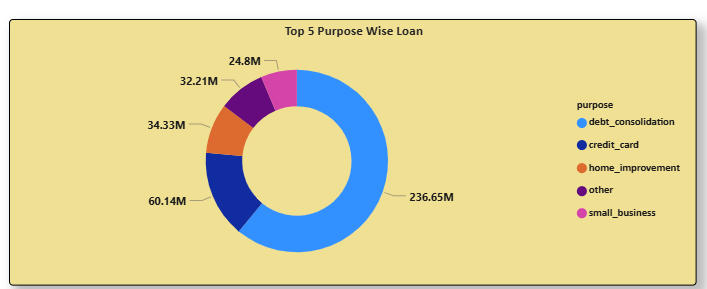 Top 5 Purpose Wise Loan
24.8M
32.21M
34.33M
60.14M
236.65M
purpose
debt_consolidation
credit_card
home_improvement
other
small_business